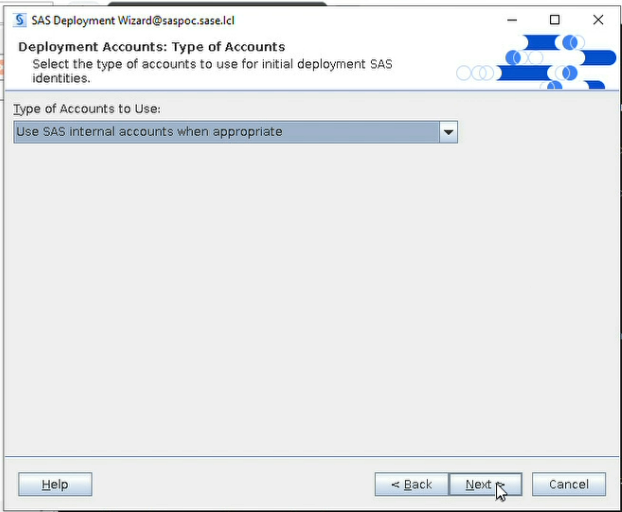 SAS Deployment Wizard@saspoc.sase.lcl
Deployment Accounts: Type of Accounts
Select the type of accounts to use for initial deployment SAS
identities.
Type of Accounts to Use:
Use SAS internal accounts when appropriate
Help
< Back
Next >
Cancel